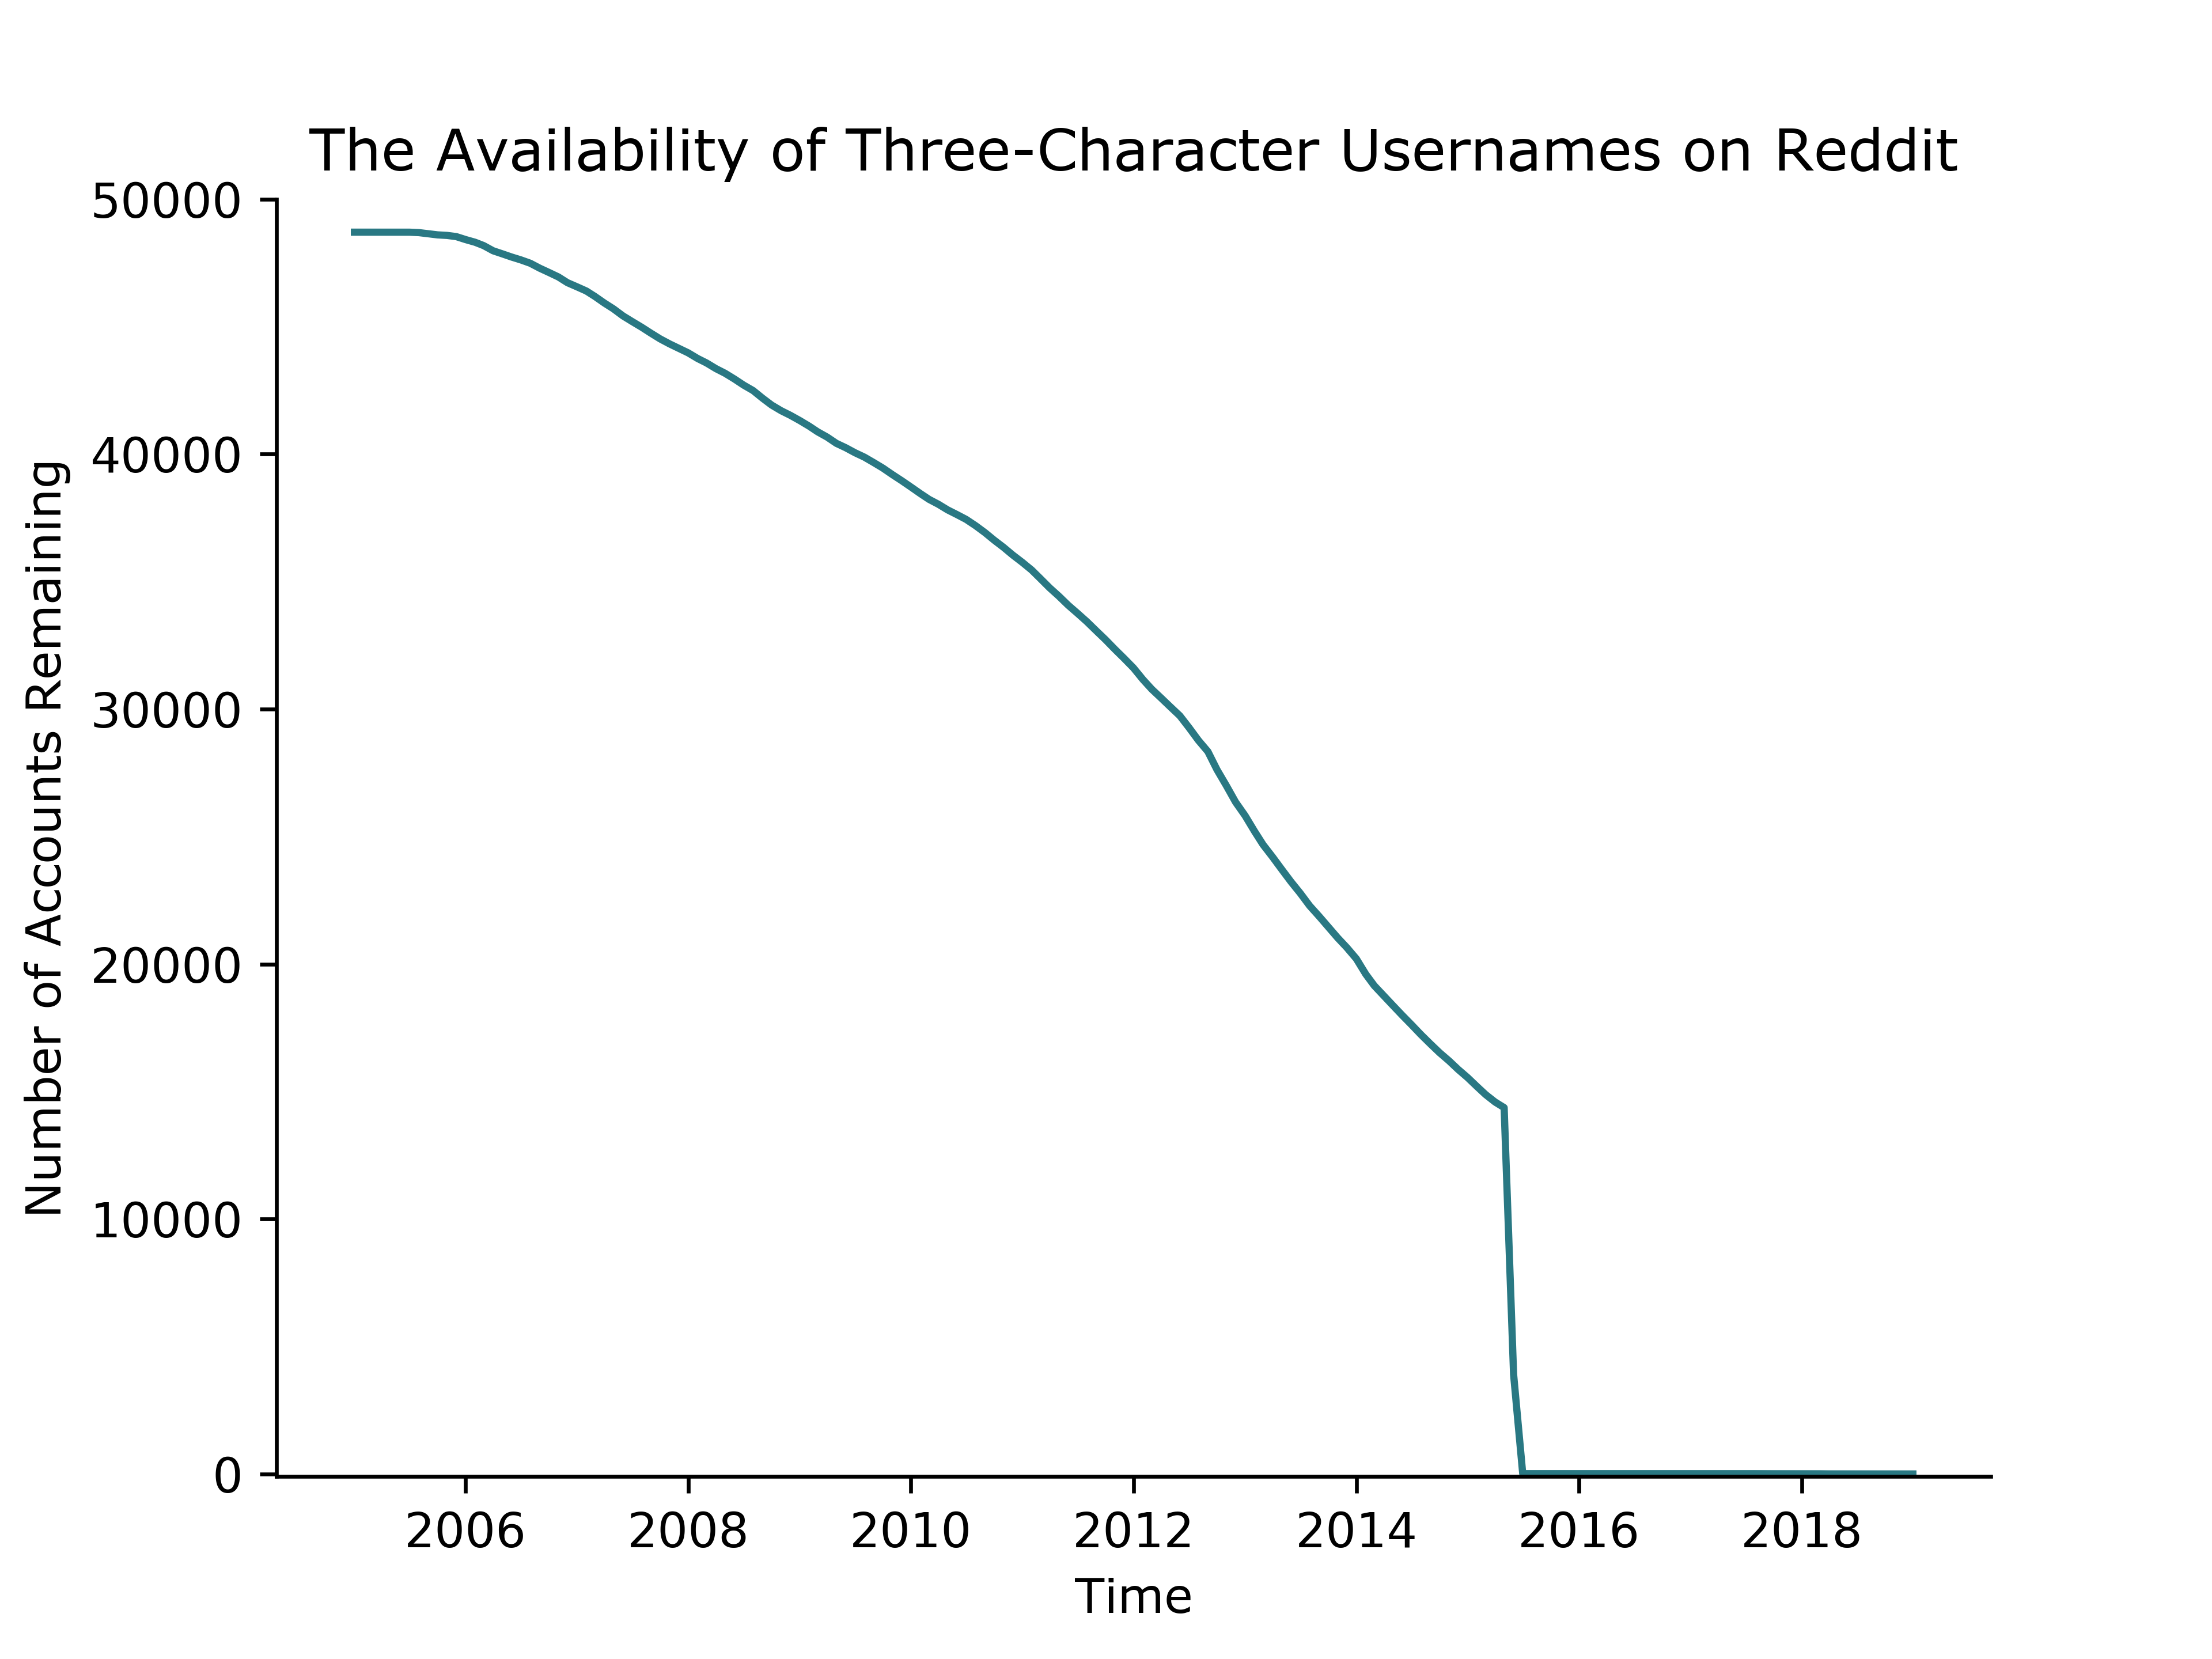 The Availability of Three-Character Usernames on Reddit
50000
40000
30000
20000
10000
0
Number of Accounts Remaining
2006 2008 2010 2012 2014 2016 2018
Time